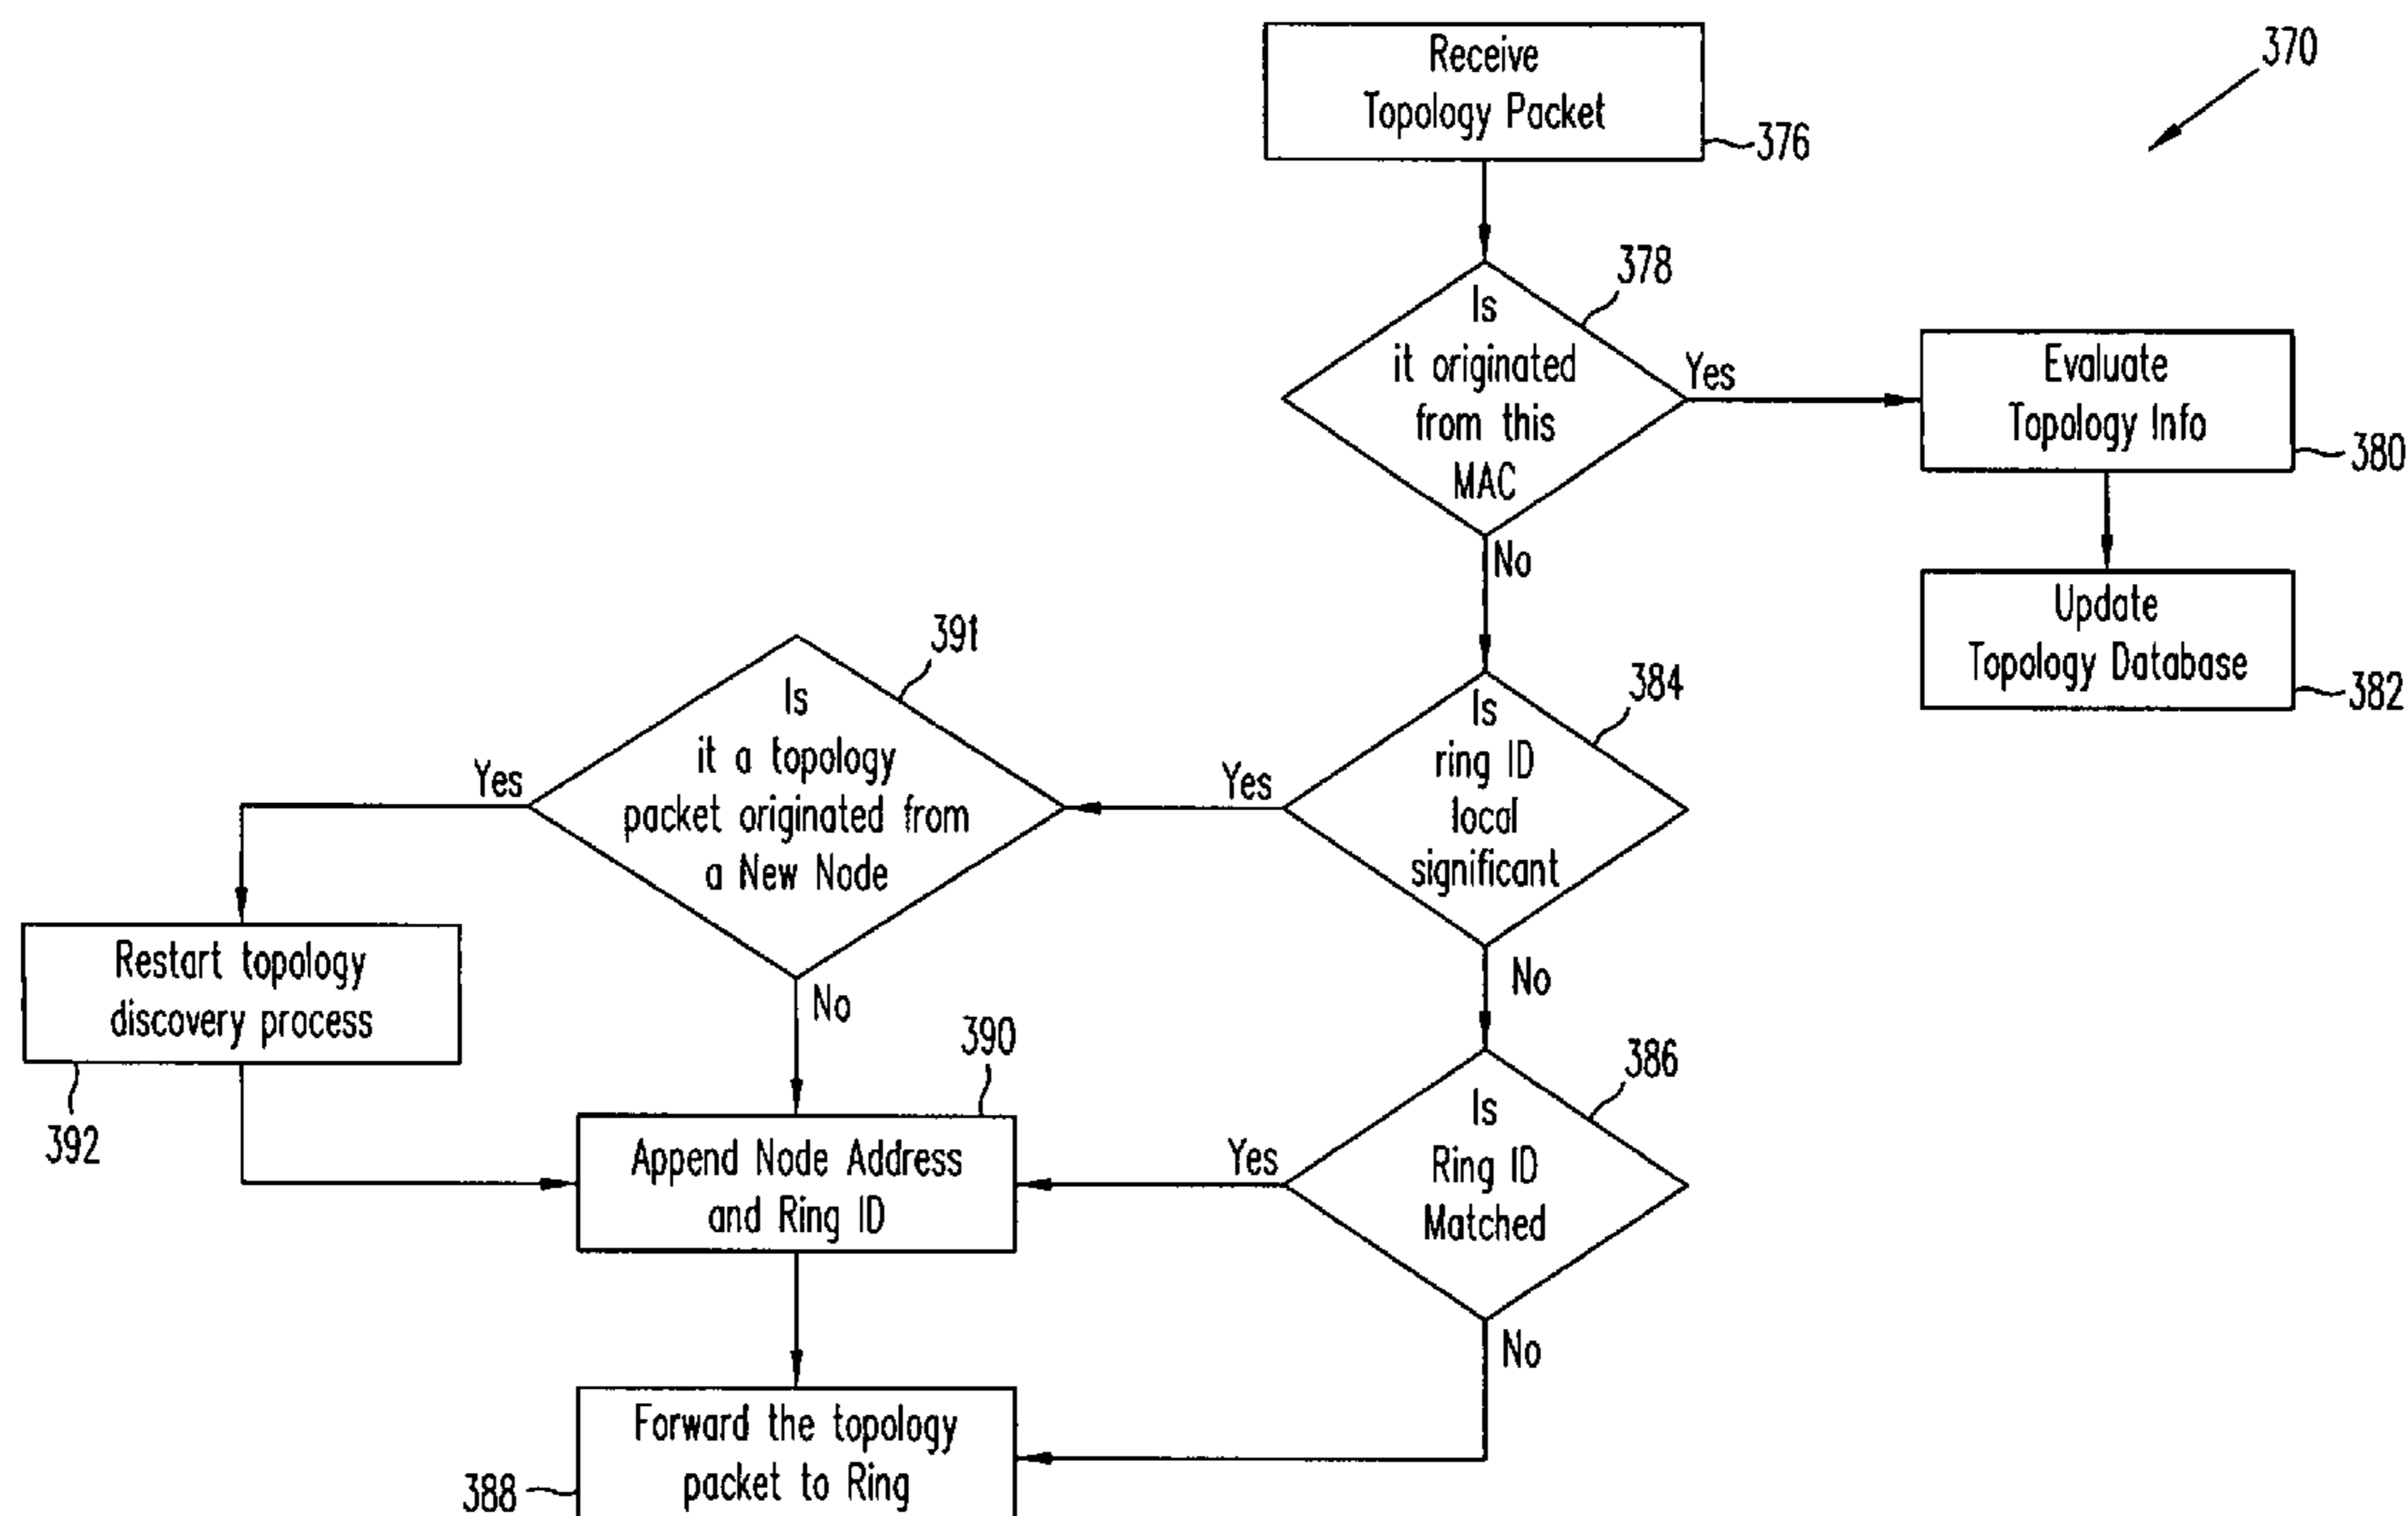 Receive
Topology Packet
376
370
Is
it originated
from this
MAC
378
Yes
No
Evaluate
Topology Info
380
Update
Topology Database
382
Is
ring ID
local
significant
384
Yes
No
Is
it a topology
packet originated from
a New Node
391
Yes
No
Restart topology
discovery process
392
Is
Ring ID
Matched
386
Yes
No
Append Node Address
and Ring ID
390
Forward the topology
packet to Ring
388